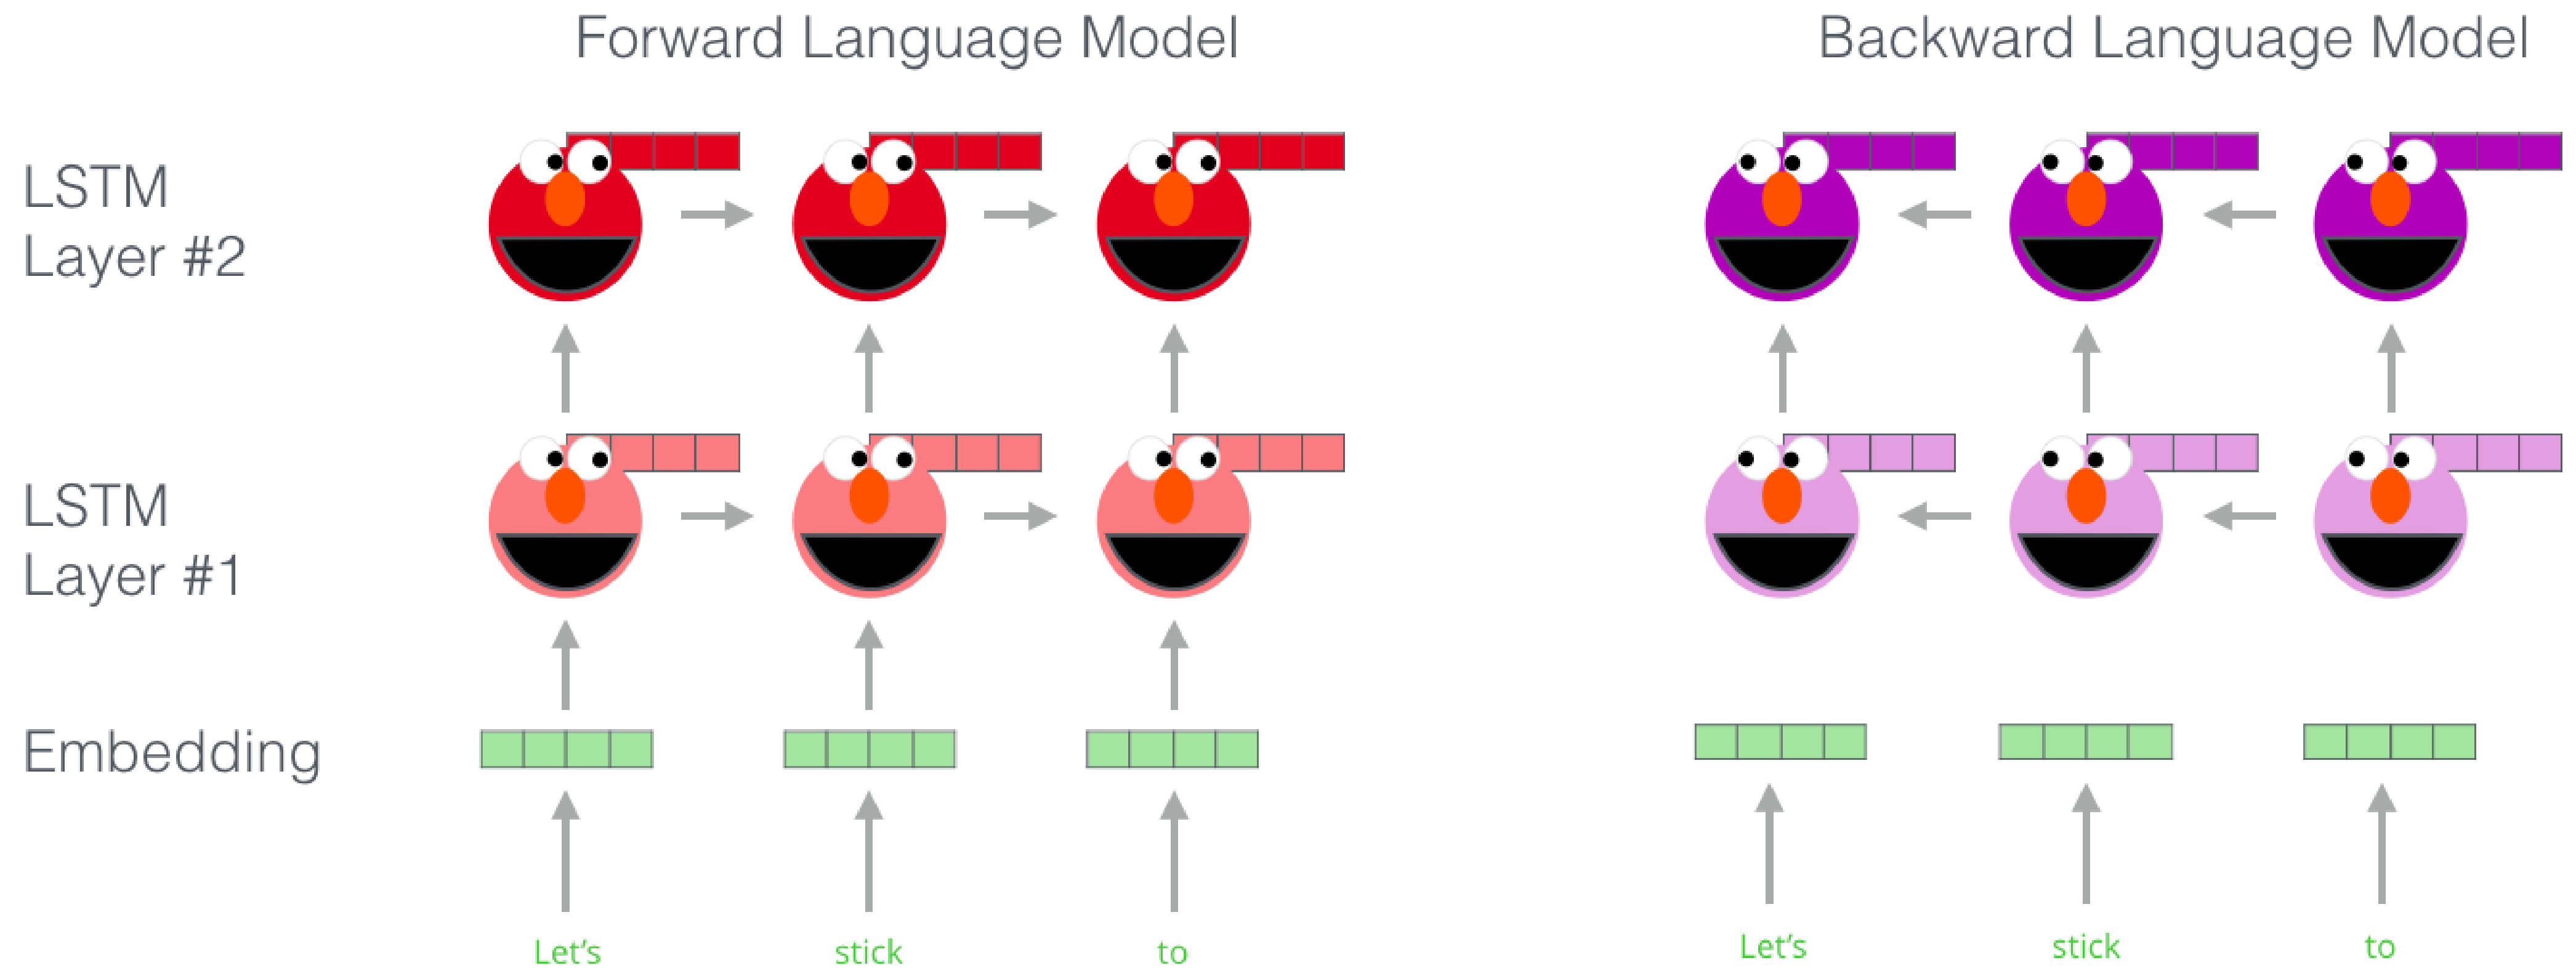 Forward Language Model
Backward Language Model
LSTM
Layer #2
LSTM
Layer #1
Embedding
Let's stick to
Let's stick to